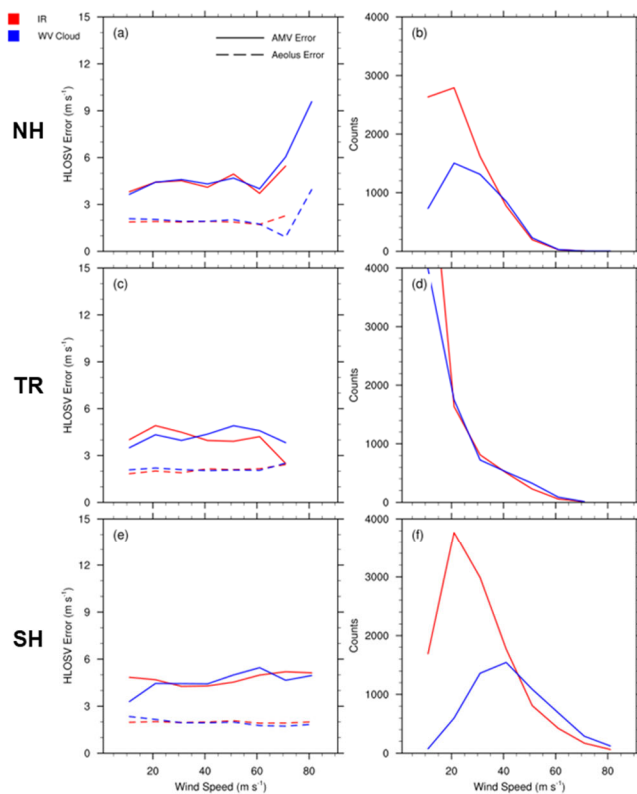 IR
WV Cloud
NH
(a)
AMV Error
Aeolus Error
HLOSV Error (m s⁻¹)
15
12
9
6
3
0
(b)
Counts
4000
3000
2000
1000
0
TR
(c)
HLOSV Error (m s⁻¹)
15
12
9
6
3
0
(d)
Counts
4000
3000
2000
1000
0
SH
(e)
HLOSV Error (m s⁻¹)
15
12
9
6
3
0
20 40 60 80
Wind Speed (m s⁻¹)
(f)
Counts
4000
3000
2000
1000
0
20 40 60 80
Wind Speed (m s⁻¹)